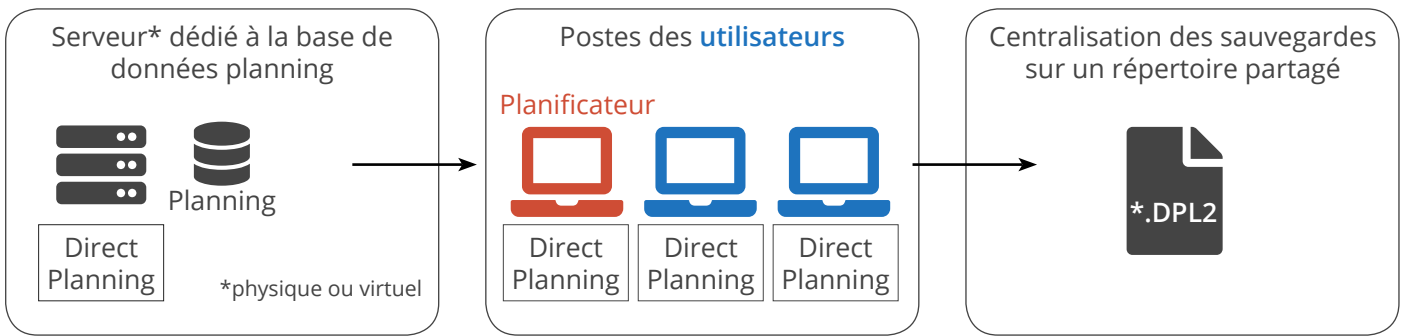 Serveur* dédié à la base de
données planning
Planning
Direct
Planning
*physique ou virtuel
Postes des utilisateurs
Planificateur
Direct
Planning
Direct
Planning
Direct
Planning
Centralisation des sauvegardes
sur un répertoire partagé
*.DPL2